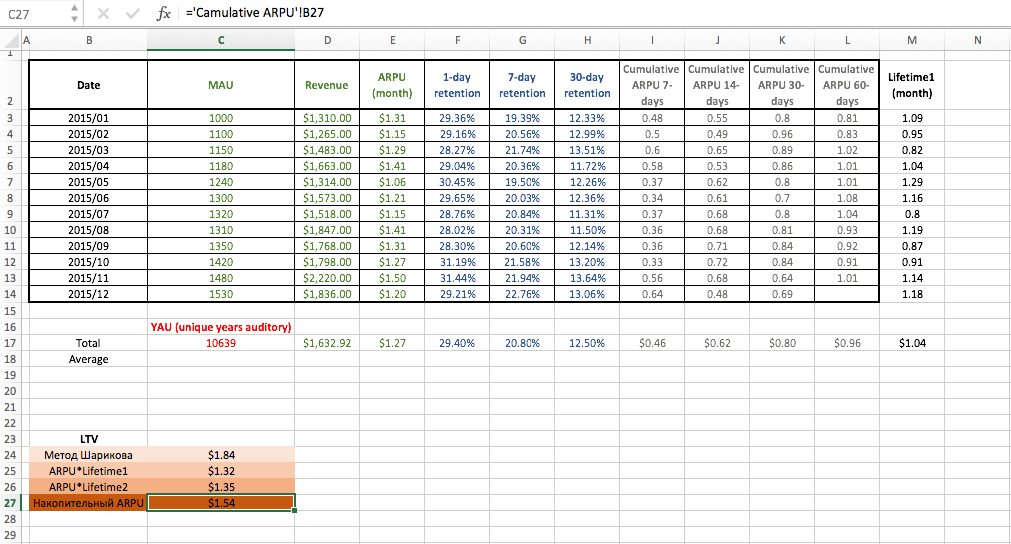 C27 fx ='Camulative ARPU'!B27
A B C D E F G H I J K L M N
1
2 Date MAU Revenue ARPU (month) 1-day retention 7-day retention 30-day retention Cumulative ARPU 7-days Cumulative ARPU 14-days Cumulative ARPU 30-days Cumulative ARPU 60-days Lifetime1 (month)
3 2015/01 1000 $1,310.00 $1.31 29.36% 19.39% 12.33% 0.48 0.55 0.8 0.81 1.09
4 2015/02 1100 $1,265.00 $1.15 29.16% 20.56% 12.99% 0.5 0.49 0.96 0.83 0.95
5 2015/03 1150 $1,483.00 $1.29 28.27% 21.74% 13.51% 0.6 0.65 0.89 1.02 0.82
6 2015/04 1180 $1,663.00 $1.41 29.04% 20.36% 11.72% 0.58 0.53 0.86 1.01 1.04
7 2015/05 1240 $1,314.00 $1.06 30.45% 19.50% 12.26% 0.37 0.62 0.8 1.01 1.29
8 2015/06 1300 $1,573.00 $1.21 29.65% 20.03% 12.36% 0.34 0.61 0.7 1.08 1.16
9 2015/07 1320 $1,518.00 $1.15 28.76% 20.84% 11.31% 0.37 0.68 0.8 1.04 0.8
10 2015/08 1310 $1,847.00 $1.41 28.02% 20.31% 11.50% 0.36 0.68 0.81 0.93 1.19
11 2015/09 1350 $1,768.00 $1.31 28.30% 20.60% 12.14% 0.36 0.71 0.84 0.92 0.87
12 2015/10 1420 $1,798.00 $1.27 31.19% 21.58% 13.20% 0.33 0.72 0.84 0.91 0.91
13 2015/11 1480 $2,220.00 $1.50 31.44% 21.94% 13.64% 0.56 0.68 0.64 1.01 1.14
14 2015/12 1530 $1,836.00 $1.20 29.21% 22.76% 13.06% 0.64 0.48 0.69 1.18
15
16 YAU (unique years auditory)
17 Total 10639 $1,632.92 $1.27 29.40% 20.80% 12.50% $0.46 $0.62 $0.80 $0.96 $1.04
18 Average
19
20
21
22
23 LTV
24 Метод Шарикова $1.84
25 ARPU*Lifetime1 $1.32
26 ARPU*Lifetime2 $1.35
27 Накопительный ARPU $1.54
28
29